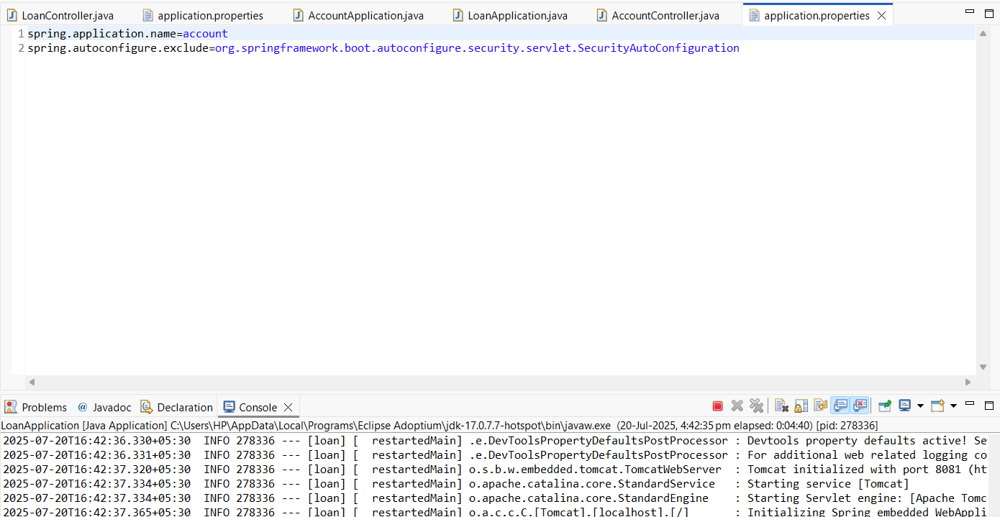 LoanController.java application.properties AccountApplication.java LoanApplication.java AccountController.java application.properties
1 spring.application.name=account
2 spring.autoconfigure.exclude=org.springframework.boot.autoconfigure.security.servlet.SecurityAutoConfiguration
Problems @ Javadoc Declaration Console
LoanApplication [Java Application] C:\Users\HP\AppData\Local\Programs\Eclipse Adoptium\jdk-17.0.7.7-hotspot\bin\javaw.exe (20-Jul-2025, 4:42:35 pm elapsed: 0:04:40) [pid: 278336]
2025-07-20T16:42:36.330+05:30 INFO 278336 --- [loan] [ restartedMain] .e.DevToolsPropertyDefaultsPostProcessor : Devtools property defaults active! Se
2025-07-20T16:42:36.331+05:30 INFO 278336 --- [loan] [ restartedMain] .e.DevToolsPropertyDefaultsPostProcessor : For additional web related logging co
2025-07-20T16:42:37.320+05:30 INFO 278336 --- [loan] [ restartedMain] o.s.b.w.embedded.tomcat.TomcatWebServer : Tomcat initialized with port 8081 (ht
2025-07-20T16:42:37.334+05:30 INFO 278336 --- [loan] [ restartedMain] o.apache.catalina.core.StandardService : Starting service [Tomcat]
2025-07-20T16:42:37.334+05:30 INFO 278336 --- [loan] [ restartedMain] o.apache.catalina.core.StandardEngine : Starting Servlet engine: [Apache Tomc
2025-07-20T16:42:37.365+05:30 INFO 278336 --- [loan] [ restartedMain] o.a.c.c.C.[Tomcat].[localhost].[/] : Initializing Spring embedded WebAppli